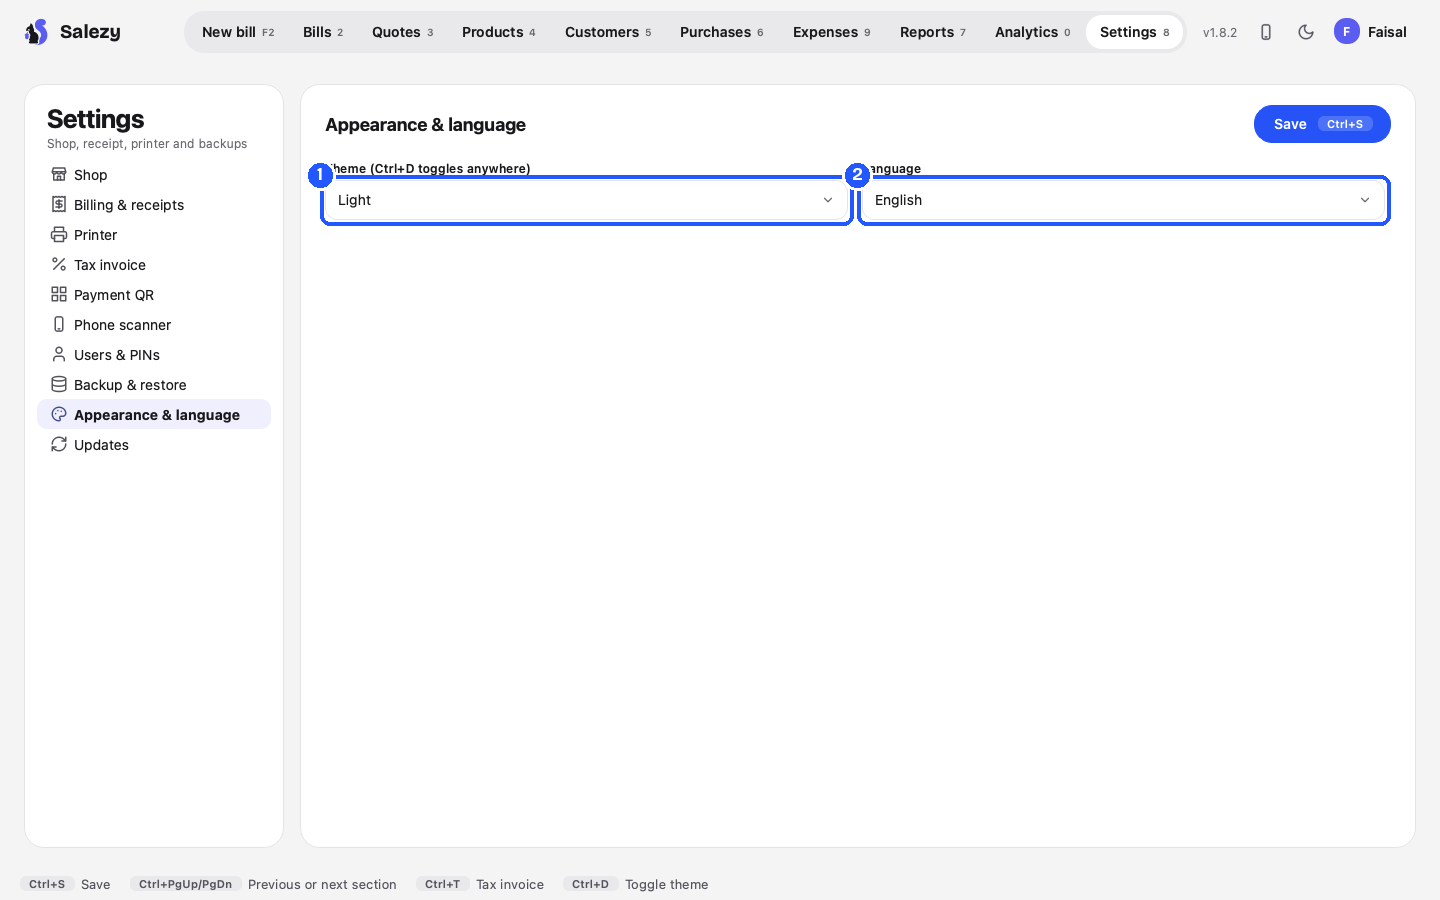 Salezy
New bill F2
Bills 2
Quotes 3
Products 4
Customers 5
Purchases 6
Expenses 9
Reports 7
Analytics 0
Settings 8
v1.8.2
F
Faisal
Settings
Shop, receipt, printer and backups
Shop
Billing & receipts
Printer
Tax invoice
Payment QR
Phone scanner
Users & PINs
Backup & restore
Appearance & language
Updates
Appearance & language
Save Ctrl+S
1
Theme (Ctrl+D toggles anywhere)
Light
2
Language
English
Ctrl+S Save
Ctrl+PgUp/PgDn Previous or next section
Ctrl+T Tax invoice
Ctrl+D Toggle theme